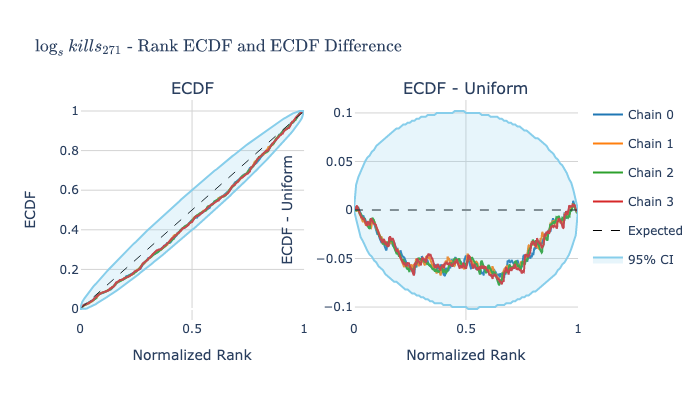 log_s kills_271 - Rank ECDF and ECDF Difference
ECDF
ECDF - Uniform
ECDF
1
0.8
0.6
0.4
0.2
0
0
0.5
1
Normalized Rank
ECDF - Uniform
0.1
0.05
0
−0.05
−0.1
0
0.5
1
Normalized Rank
Chain 0
Chain 1
Chain 2
Chain 3
Expected
95% CI